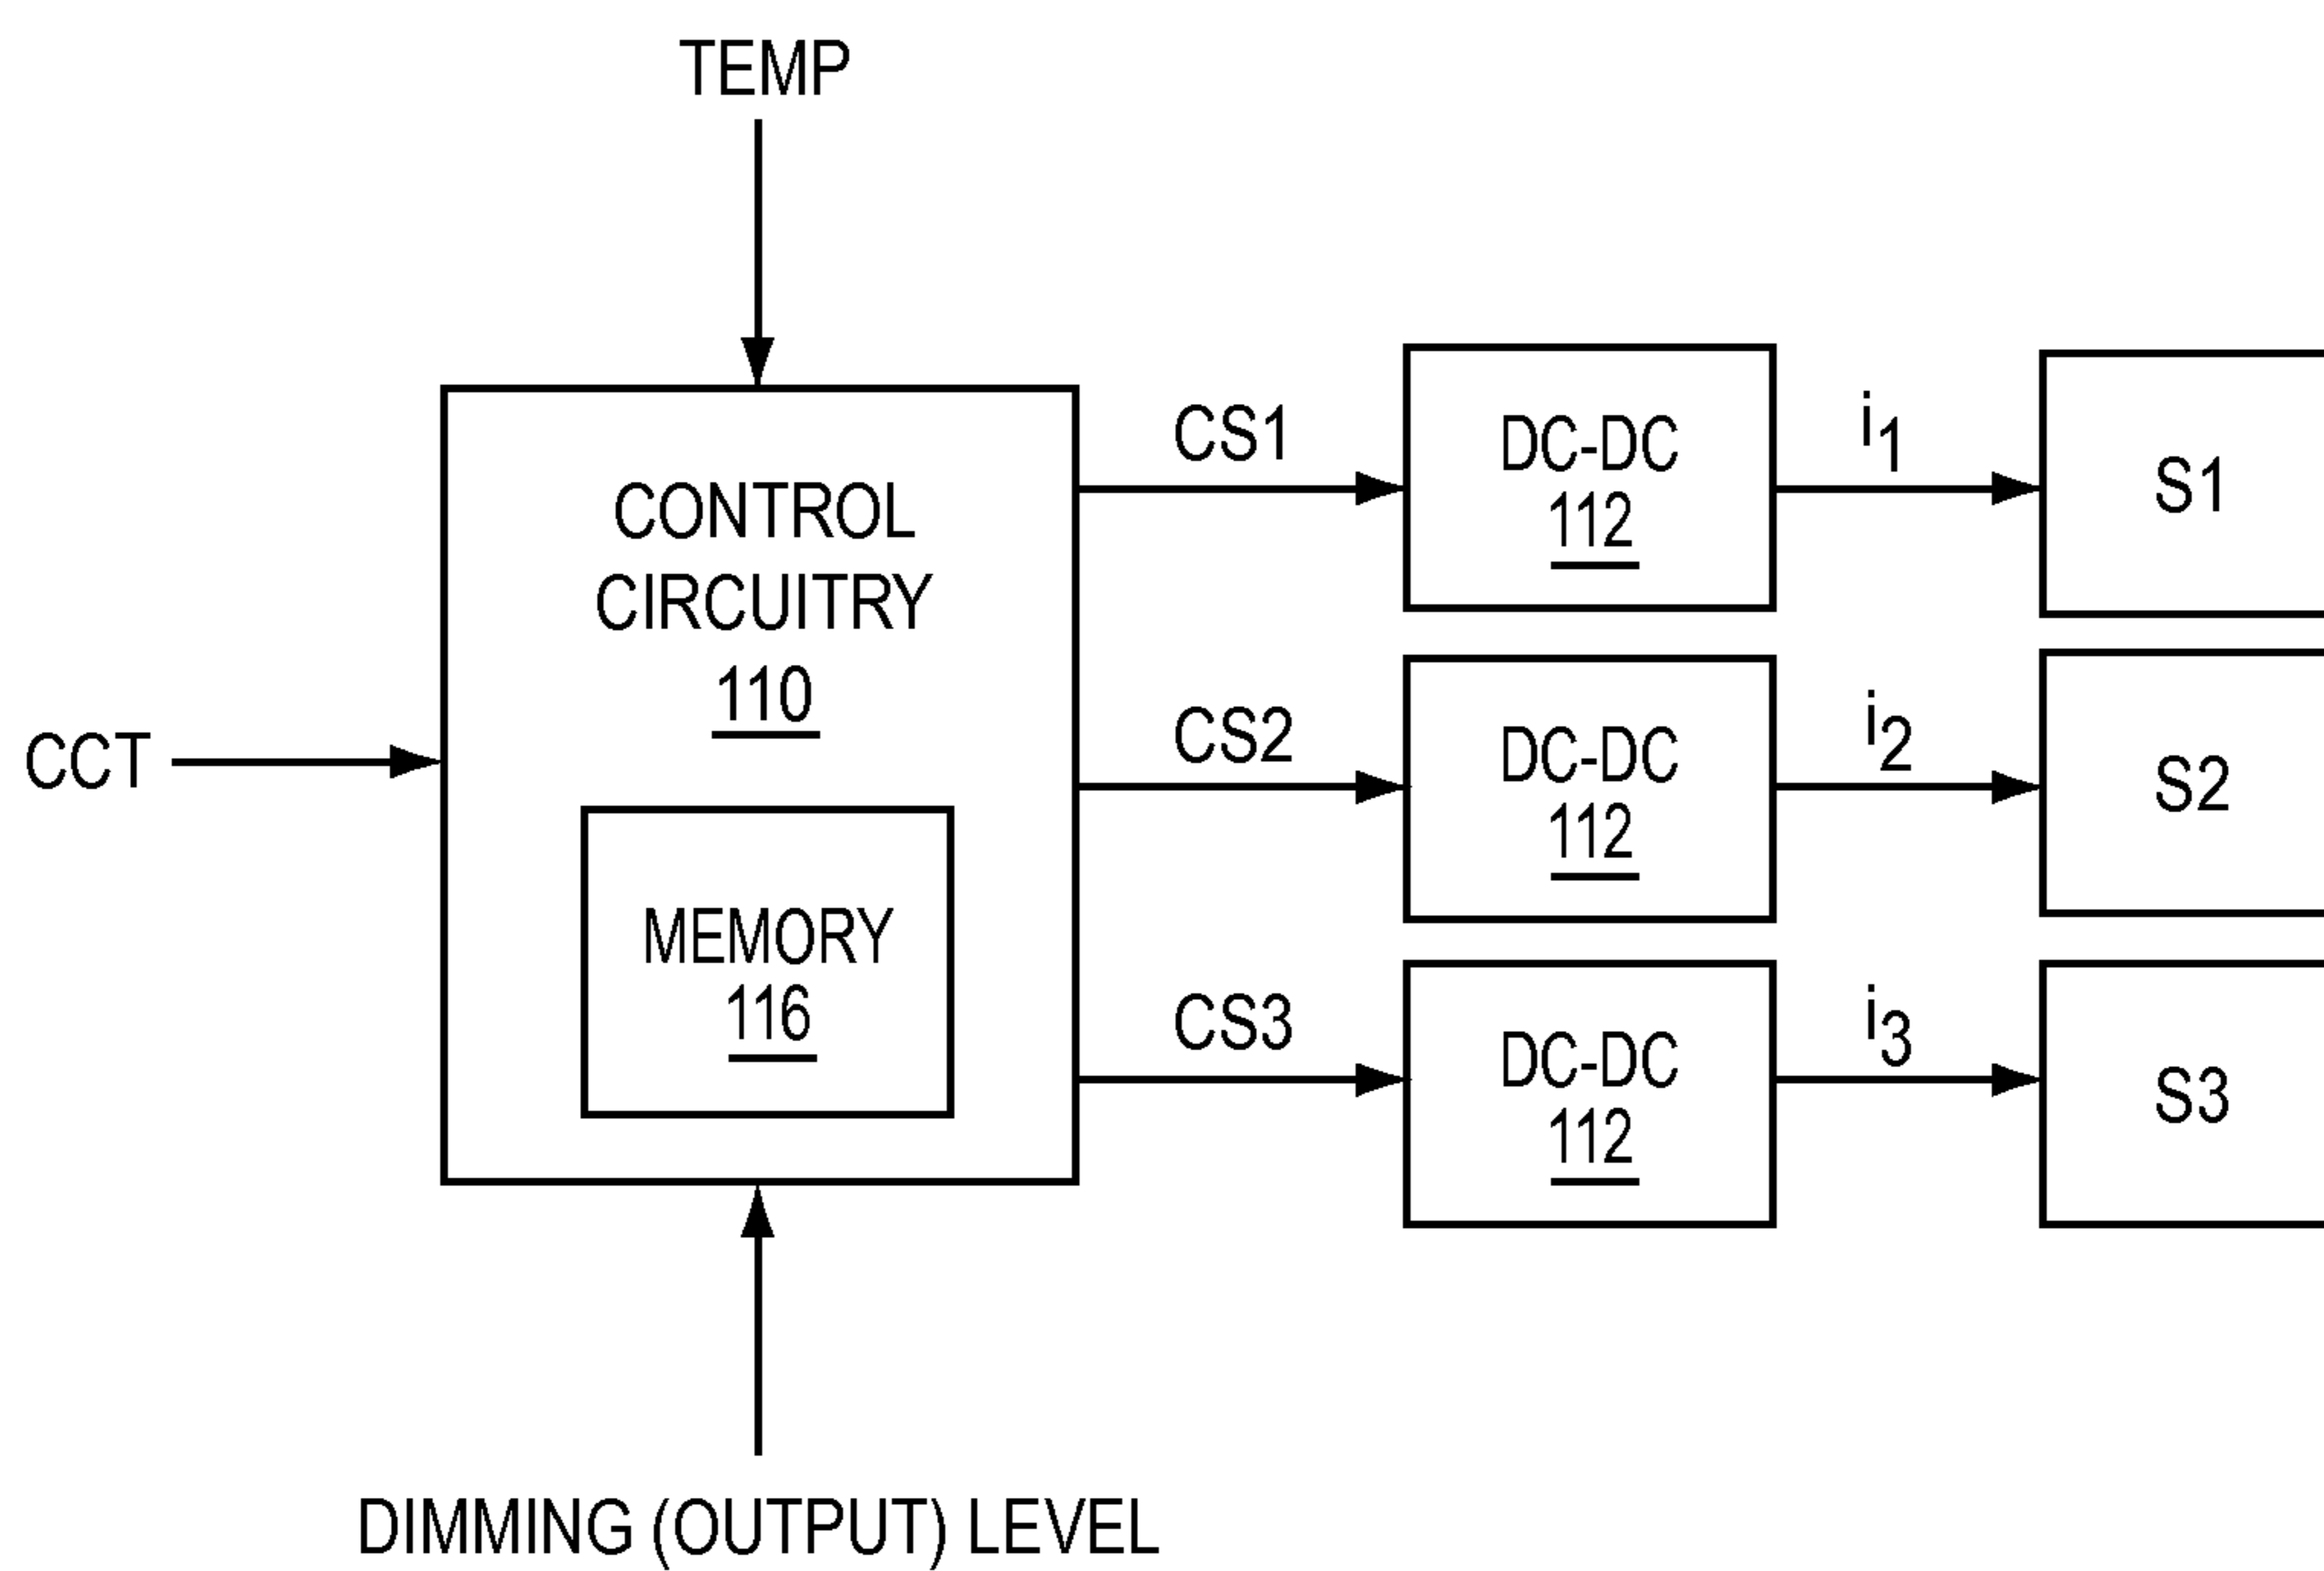 TEMP
CONTROL
CIRCUITRY
110
MEMORY
116
CCT
DIMMING (OUTPUT) LEVEL
CS1
DC-DC
112
i1
S1
CS2
DC-DC
112
i2
S2
CS3
DC-DC
112
i3
S3